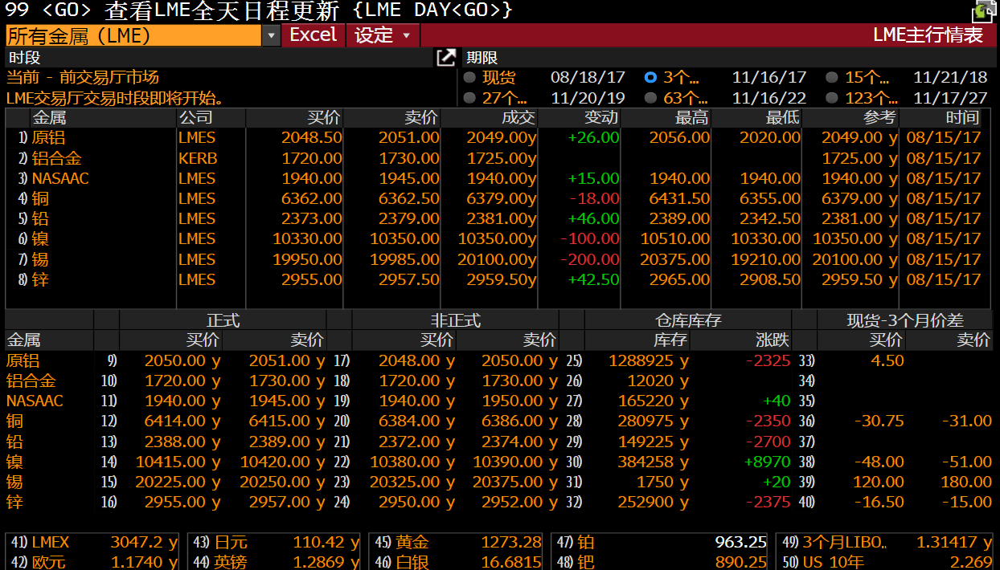 99 <GO> 查看LME全天日程更新 {LME DAY<GO>}
所有金属 (LME) Excel 设定 LME主行情表
时段 期限
当前 - 前交易厅市场 现货 08/18/17 3个… 11/16/17 15个… 11/21/18
LME交易厅交易时段即将开始。 27个… 11/20/19 63个… 11/16/22 123个… 11/17/27
金属 公司 买价 卖价 成交 变动 最高 最低 参考 时间
1) 原铝 LMES 2048.50 2051.00 2049.00y +26.00 2056.00 2020.00 2049.00 y 08/15/17
2) 铝合金 KERB 1720.00 1730.00 1725.00y 1725.00 y 08/15/17
3) NASAAC LMES 1940.00 1945.00 1940.00y +15.00 1940.00 1940.00 1940.00 y 08/15/17
4) 铜 LMES 6362.00 6362.50 6379.00y -18.00 6431.50 6355.00 6379.00 y 08/15/17
5) 铅 LMES 2373.00 2379.00 2381.00y +46.00 2389.00 2342.50 2381.00 y 08/15/17
6) 镍 LMES 10330.00 10350.00 10350.00y -100.00 10510.00 10330.00 10350.00 y 08/15/17
7) 锡 LMES 19950.00 19985.00 20100.00y -200.00 20375.00 19210.00 20100.00 y 08/15/17
8) 锌 LMES 2955.00 2957.50 2959.50y +42.50 2965.00 2908.50 2959.50 y 08/15/17
正式 非正式 仓库库存 现货-3个月价差
金属 买价 卖价 买价 卖价 库存 涨跌 买价 卖价
原铝 9) 2050.00 y 2051.00 y 17) 2048.00 y 2050.00 y 25) 1288925 y -2325 33) 4.50
铝合金 10) 1720.00 y 1730.00 y 18) 1720.00 y 1730.00 y 26) 12020 y 34)
NASAAC 11) 1940.00 y 1945.00 y 19) 1940.00 y 1950.00 y 27) 165220 y +40 35)
铜 12) 6414.00 y 6415.00 y 20) 6384.00 y 6386.00 y 28) 280975 y -2350 36) -30.75 -31.00
铅 13) 2388.00 y 2389.00 y 21) 2372.00 y 2374.00 y 29) 149225 y -2700 37)
镍 14) 10415.00 y 10420.00 y 22) 10380.00 y 10390.00 y 30) 384258 y +8970 38) -48.00 -51.00
锡 15) 20225.00 y 20250.00 y 23) 20325.00 y 20375.00 y 31) 1750 y +20 39) 120.00 180.00
锌 16) 2955.00 y 2957.00 y 24) 2950.00 y 2952.00 y 32) 252900 y -2375 40) -16.50 -15.00
41) LMEX 3047.2 y 43) 日元 110.42 y 45) 黄金 1273.28 47) 铂 963.25 49) 3个月LIBO.. 1.31417 y
42) 欧元 1.1740 y 44) 英镑 1.2869 y 46) 白银 16.6815 48) 钯 890.25 50) US 10年 2.269